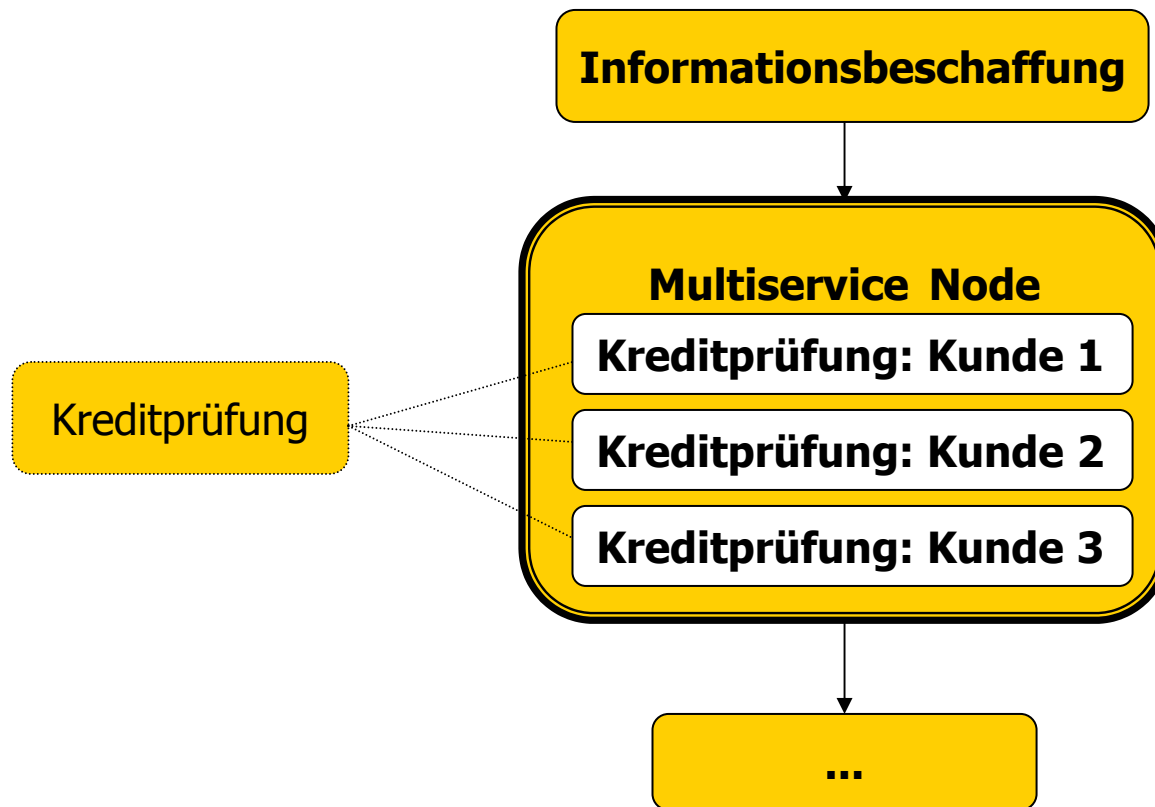 Informationsbeschaffung
Multiservice Node
Kreditprüfung: Kunde 1
Kreditprüfung
Kreditprüfung: Kunde 2
Kreditprüfung: Kunde 3
...